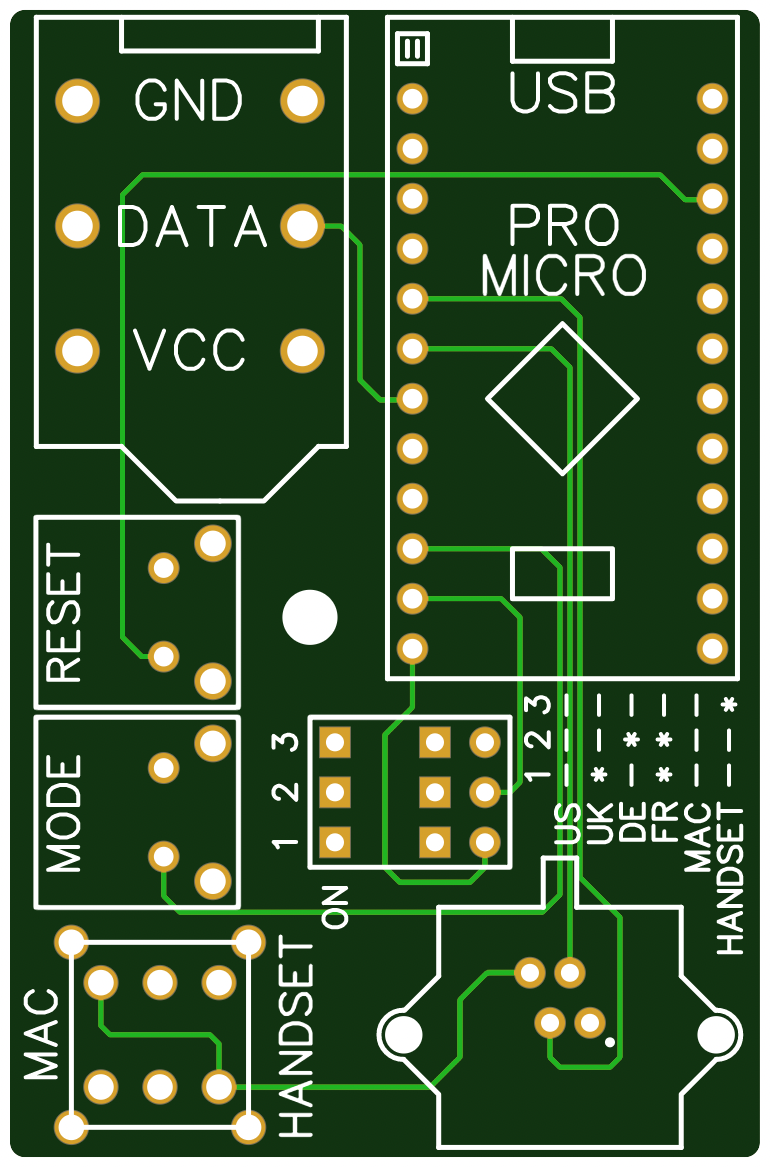 GND
DATA
VCC
USB
PRO
MICRO
RESET
MODE
1 2 3
ON
1 2 3
US - - -
UK * - -
DE - * -
FR * * -
MAC - - -
HANDSET - - *
MAC
HANDSET